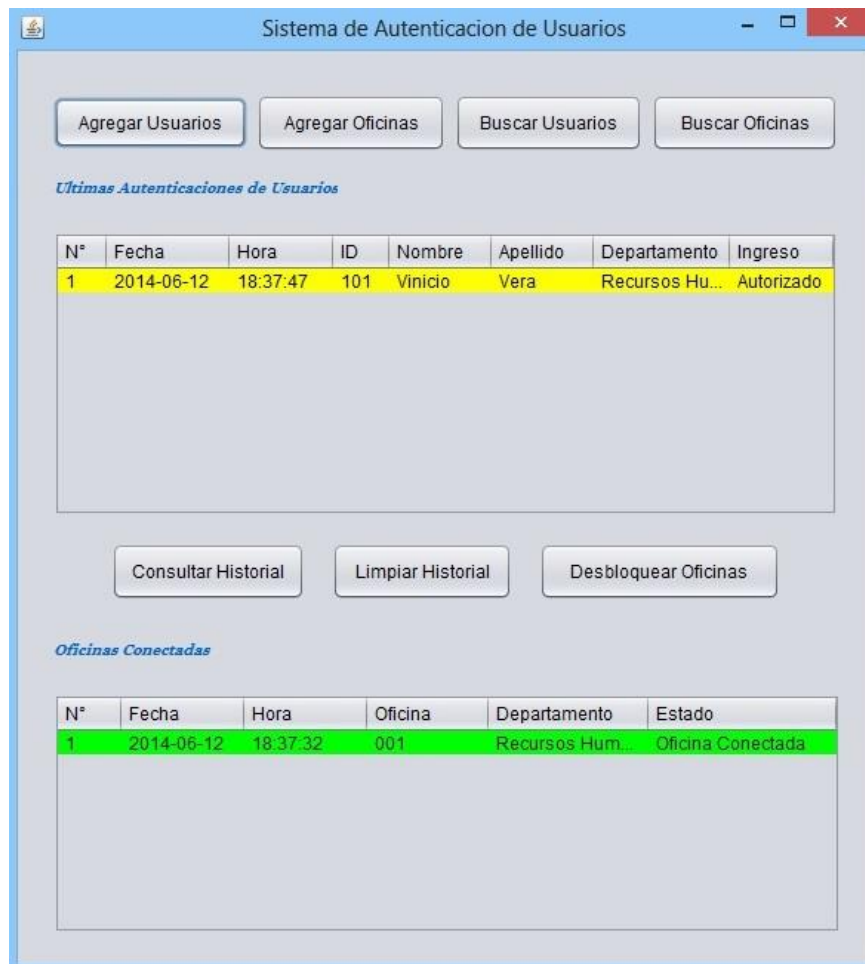 Sistema de Autenticacion de Usuarios
Agregar Usuarios Agregar Oficinas Buscar Usuarios Buscar Oficinas
Ultimas Autenticaciones de Usuarios
N° Fecha Hora ID Nombre Apellido Departamento Ingreso
1 2014-06-12 18:37:47 101 Vinicio Vera Recursos Hu... Autorizado
Consultar Historial Limpiar Historial Desbloquear Oficinas
Oficinas Conectadas
N° Fecha Hora Oficina Departamento Estado
1 2014-06-12 18:37:32 001 Recursos Hum... Oficina Conectada